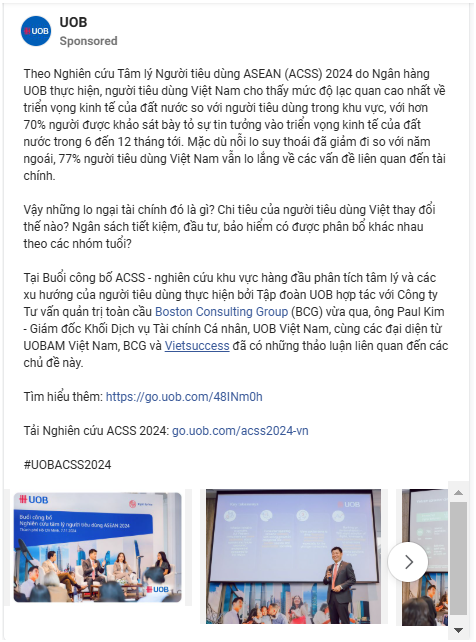 UOB
UOB
Sponsored
Theo Nghiên cứu Tâm lý Người tiêu dùng ASEAN (ACSS) 2024 do Ngân hàng
UOB thực hiện, người tiêu dùng Việt Nam cho thấy mức độ lạc quan cao nhất về
triển vọng kinh tế của đất nước so với người tiêu dùng trong khu vực, với hơn
70% người được khảo sát bày tỏ sự tin tưởng vào triển vọng kinh tế của đất
nước trong 6 đến 12 tháng tới. Mặc dù nỗi lo suy thoái đã giảm đi so với năm
ngoái, 77% người tiêu dùng Việt Nam vẫn lo lắng về các vấn đề liên quan đến tài
chính.
Vậy những lo ngại tài chính đó là gì? Chi tiêu của người tiêu dùng Việt thay đổi
thế nào? Ngân sách tiết kiệm, đầu tư, bảo hiểm có được phân bổ khác nhau
theo các nhóm tuổi?
Tại Buổi công bố ACSS - nghiên cứu khu vực hàng đầu phân tích tâm lý và các
xu hướng của người tiêu dùng thực hiện bởi Tập đoàn UOB hợp tác với Công ty
Tư vấn quản trị toàn cầu Boston Consulting Group (BCG) vừa qua, ông Paul Kim
- Giám đốc Khối Dịch vụ Tài chính Cá nhân, UOB Việt Nam, cùng các đại diện từ
UOBAM Việt Nam, BCG và Vietsuccess đã có những thảo luận liên quan đến các
chủ đề này.
Tìm hiểu thêm: https://go.uob.com/48INm0h
Tải Nghiên cứu ACSS 2024: go.uob.com/acss2024-vn
#UOBACSS2024
UOB
Buổi công bố
Nghiên cứu tâm lý người tiêu dùng ASEAN 2024
UOB
UOB